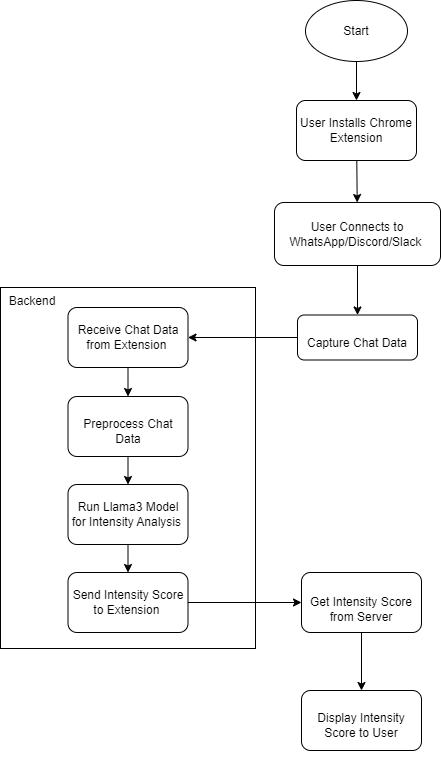 Start
User Installs Chrome
Extension
User Connects to
WhatsApp/Discord/Slack
Capture Chat Data
Backend
Receive Chat Data
from Extension
Preprocess Chat
Data
Run Llama3 Model
for Intensity Analysis
Send Intensity Score
to Extension
Get Intensity Score
from Server
Display Intensity
Score to User